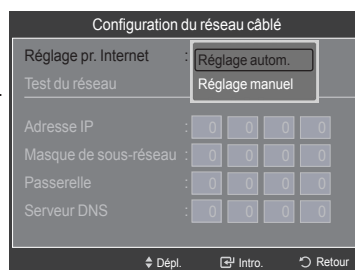 Configuration du réseau câblé
Réglage pr. Internet : Réglage autom.
Test du réseau Réglage manuel
Adresse IP : 0 0 0 0
Masque de sous-réseau : 0 0 0 0
Passerelle : 0 0 0 0
Serveur DNS : 0 0 0 0
Dépl. Intro. Retour